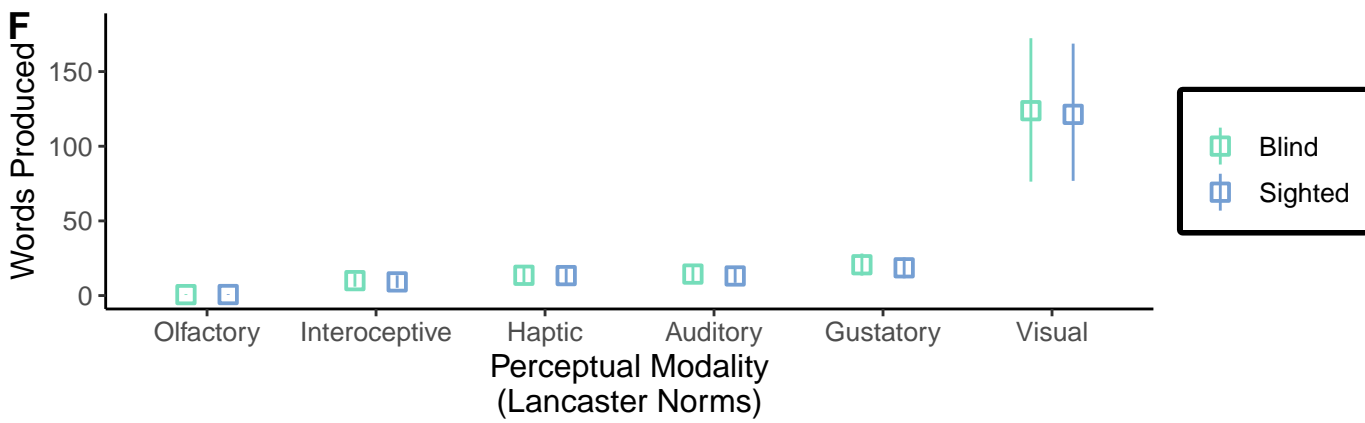 F
Words Produced
150
100
50
0
Olfactory Interoceptive Haptic Auditory Gustatory Visual
Perceptual Modality
(Lancaster Norms)
Blind
Sighted